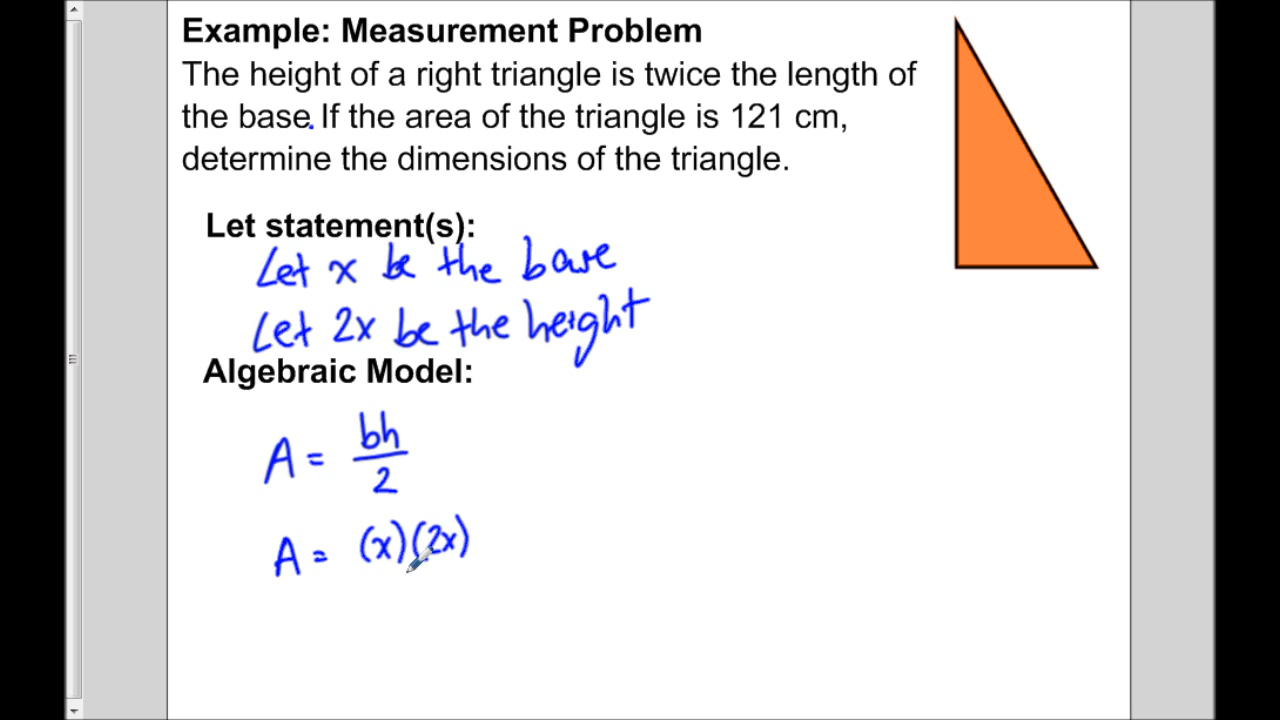 Example: Measurement Problem
The height of a right triangle is twice the length of
the base. If the area of the triangle is 121 cm,
determine the dimensions of the triangle.
Let statement(s):
Let x be the base
Let 2x be the height
Algebraic Model:
A = bh/2
A = (x)(2x)